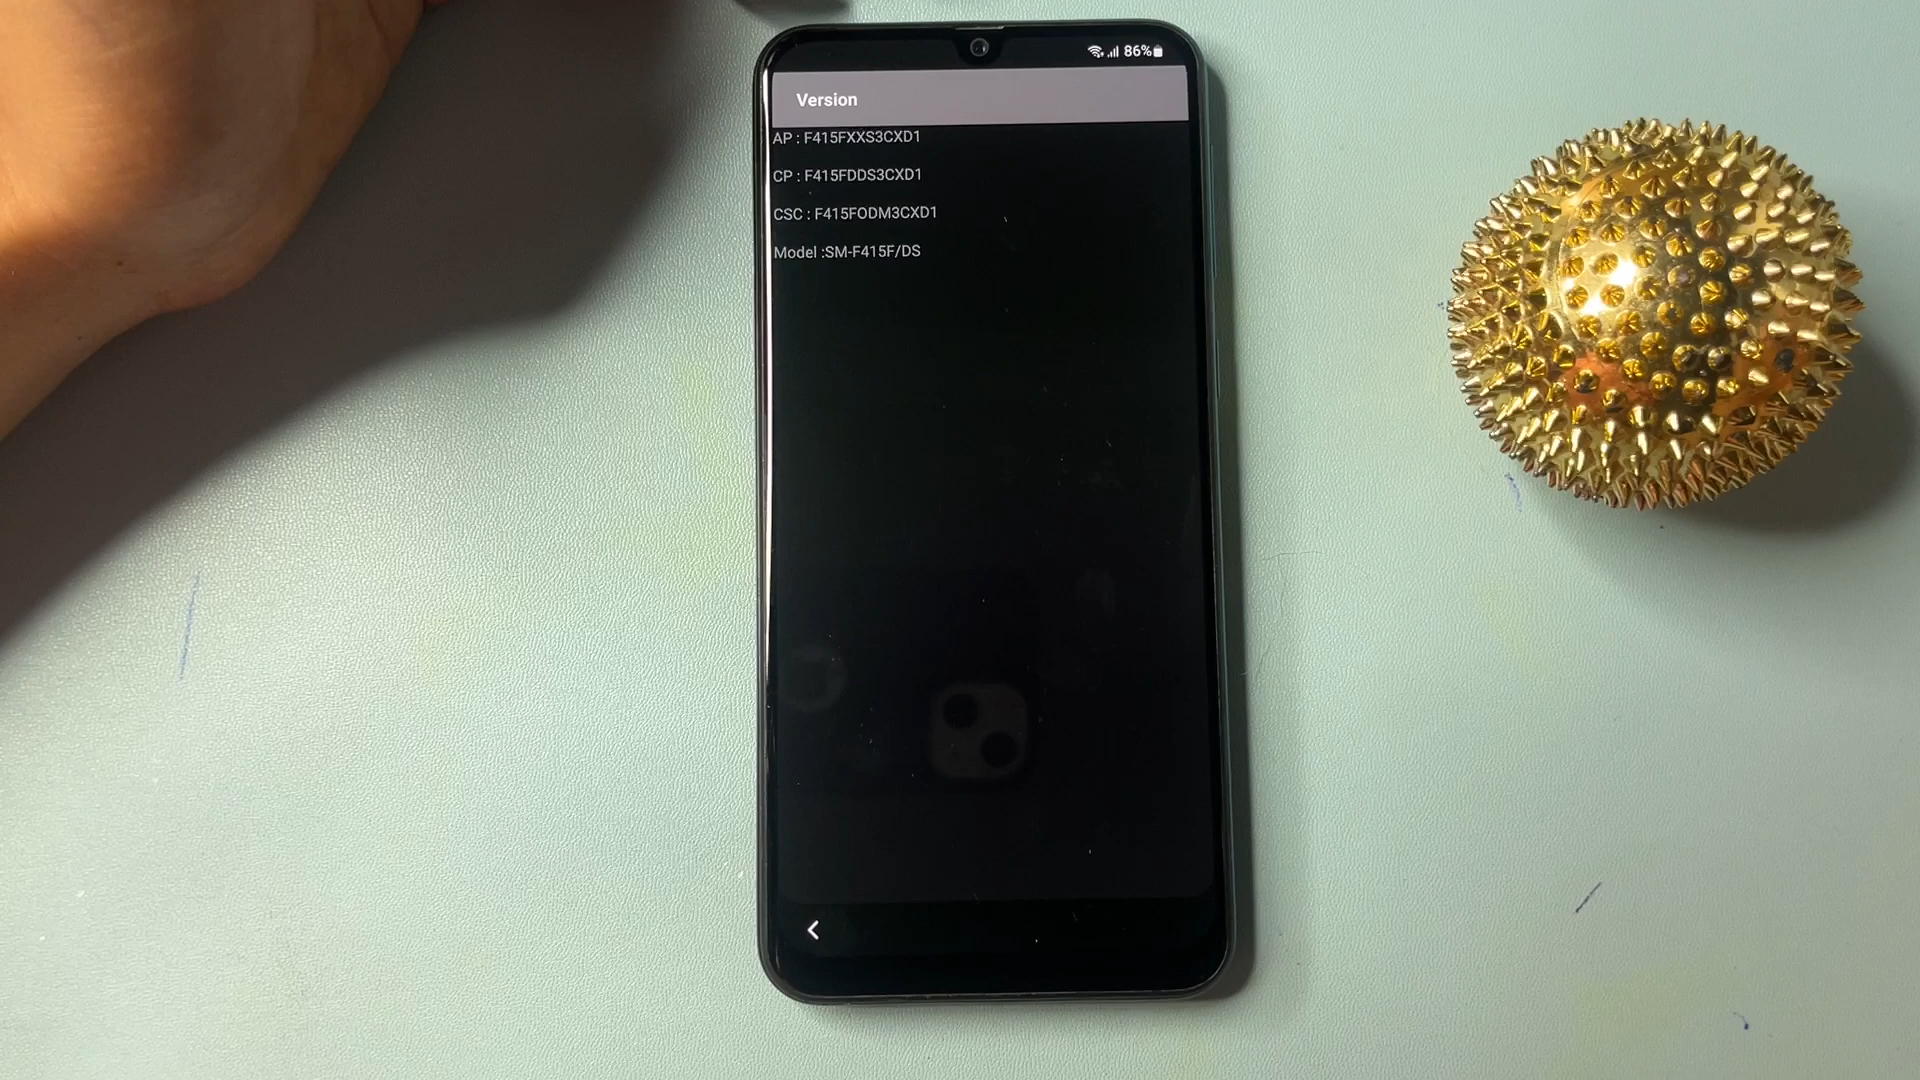 86%
Version
AP : F415FXXS3CXD1
CP : F415FDDS3CXD1
CSC : F415FODM3CXD1
Model :SM-F415F/DS